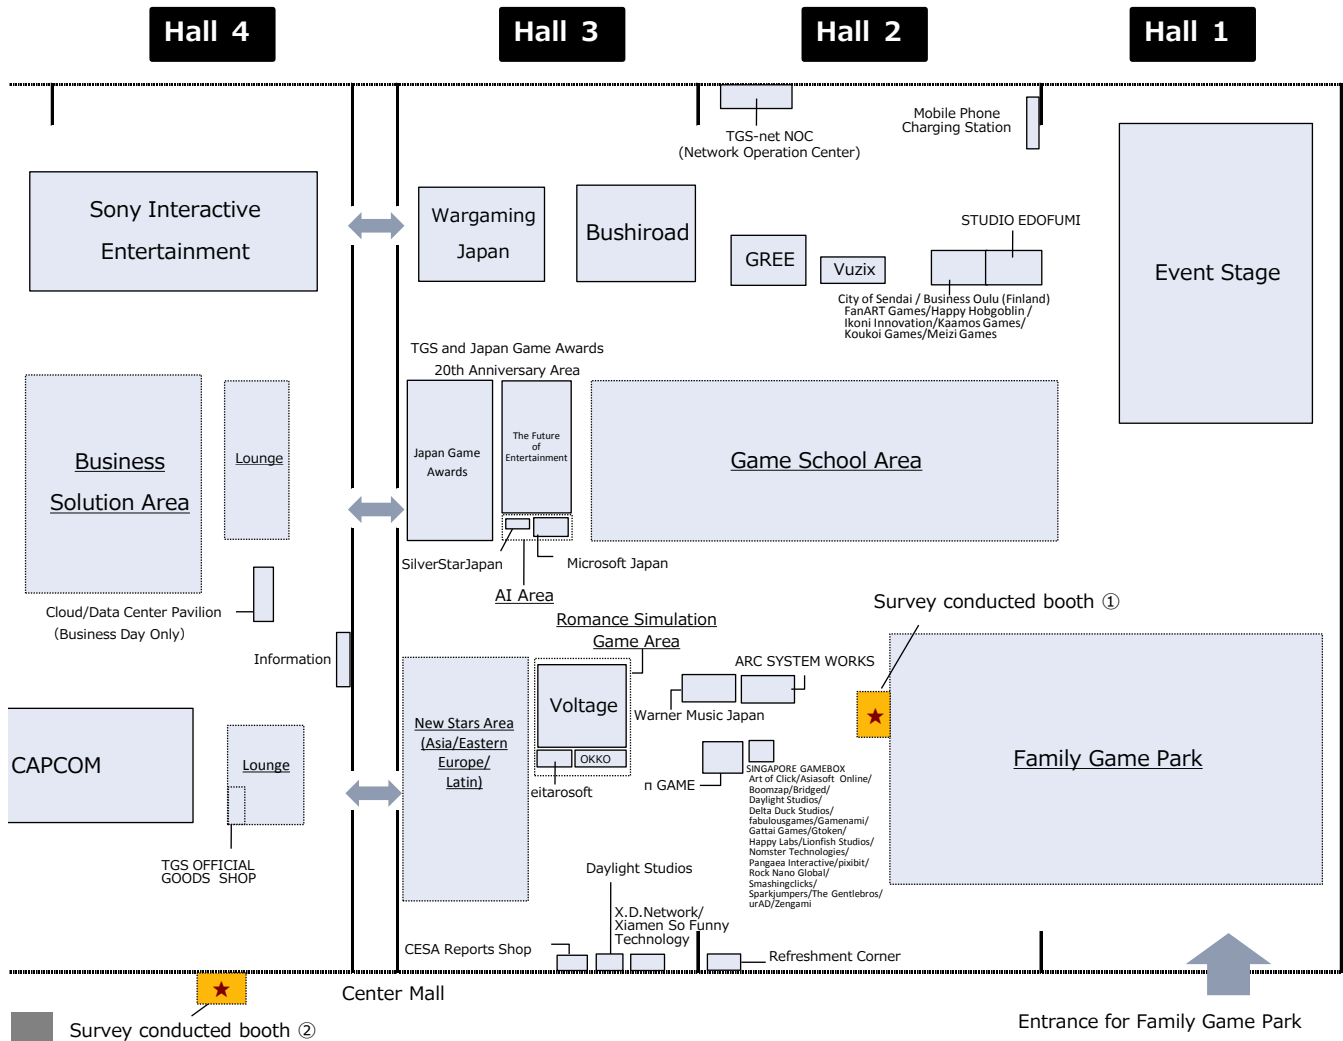 Hall 4
Hall 3
Hall 2
Hall 1
Mobile Phone
Charging Station
TGS-net NOC
(Network Operation Center)
Sony Interactive
Entertainment
Wargaming
Japan
Bushiroad
GREE
Vuzix
STUDIO EDOFUMI
Event Stage
City of Sendai / Business Oulu (Finland)
FanART Games/Happy Hobgoblin /
Ikoni Innovation/Kaamos Games/
Koukoi Games/Meizi Games
TGS and Japan Game Awards
20th Anniversary Area
Business
Solution Area
Lounge
Japan Game
Awards
The Future
of
Entertainment
Game School Area
SilverStarJapan
Microsoft Japan
AI Area
Cloud/Data Center Pavilion
(Business Day Only)
Information
Romance Simulation
Game Area
Survey conducted booth ①
ARC SYSTEM WORKS
Warner Music Japan
Voltage
OKKO
eitarosoft
New Stars Area
(Asia/Eastern
Europe/
Latin)
CAPCOM
Lounge
TGS OFFICIAL
GOODS SHOP
п GAME
SINGAPORE GAMEBOX
Art of Click/Asiasoft Online/
Boomzap/Bridged/
Daylight Studios/
Delta Duck Studios/
fabulousgames/Gamenami/
Gattai Games/Gtoken/
Happy Labs/Lionfish Studios/
Nomster Technologies/
Pangaea Interactive/pixibit/
Rock Nano Global/
Smashingclicks/
Sparkjumpers/The Gentlebros/
urAD/Zengami
Family Game Park
Daylight Studios
X.D.Network/
Xiamen So Funny
Technology
CESA Reports Shop
Refreshment Corner
Center Mall
Survey conducted booth ②
Entrance for Family Game Park